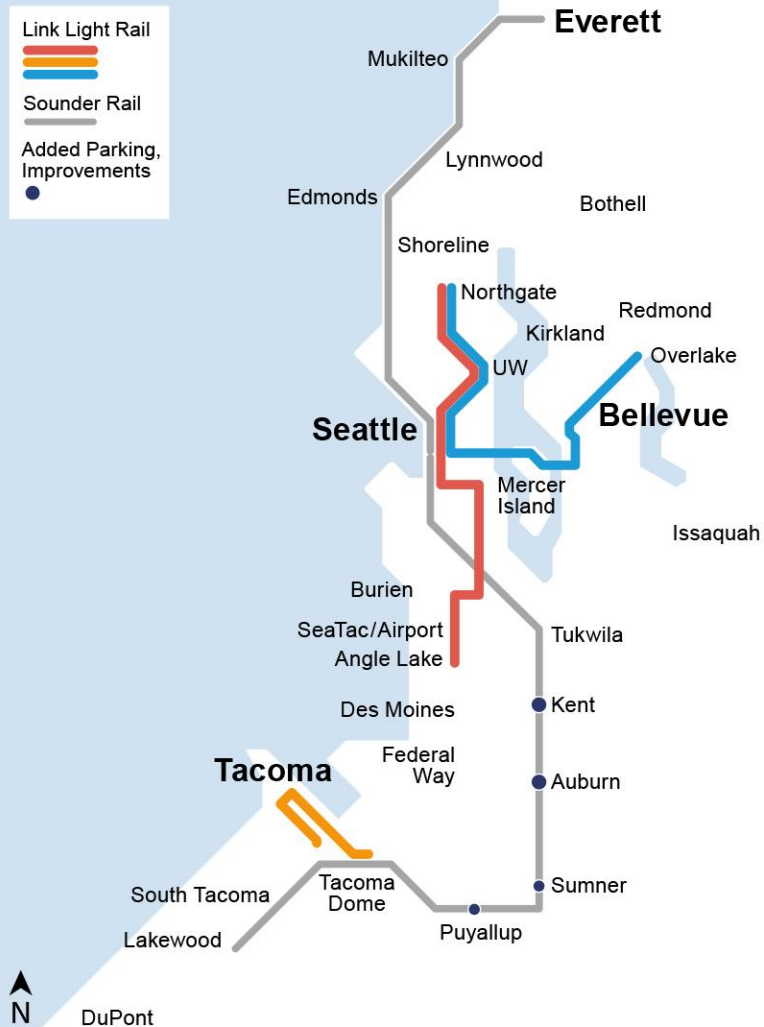 Link Light Rail
Sounder Rail
Added Parking,
Improvements
Everett
Mukilteo
Lynnwood
Edmonds
Bothell
Shoreline
Northgate
Redmond
Kirkland
Overlake
UW
Bellevue
Seattle
Mercer
Island
Issaquah
Burien
SeaTac/Airport
Tukwila
Angle Lake
Kent
Des Moines
Federal
Way
Tacoma
Auburn
Tacoma
Dome
Sumner
South Tacoma
Puyallup
Lakewood
N
DuPont